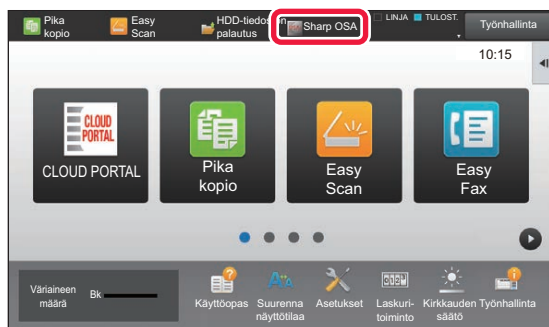 Pika
kopio
Easy
Scan
HDD-tiedoston
palautus
Sharp OSA
LINJA
TULOST.
Työnhallinta
10:15
CLOUD
PORTAL
CLOUD PORTAL
Pika
kopio
Easy
Scan
Easy
Fax
Väriaineen
määrä
Bk
Käyttöopas
Suurenna
näyttötilaa
Asetukset
Laskuri-
toiminto
Kirkkauden
säätö
Työnhallinta